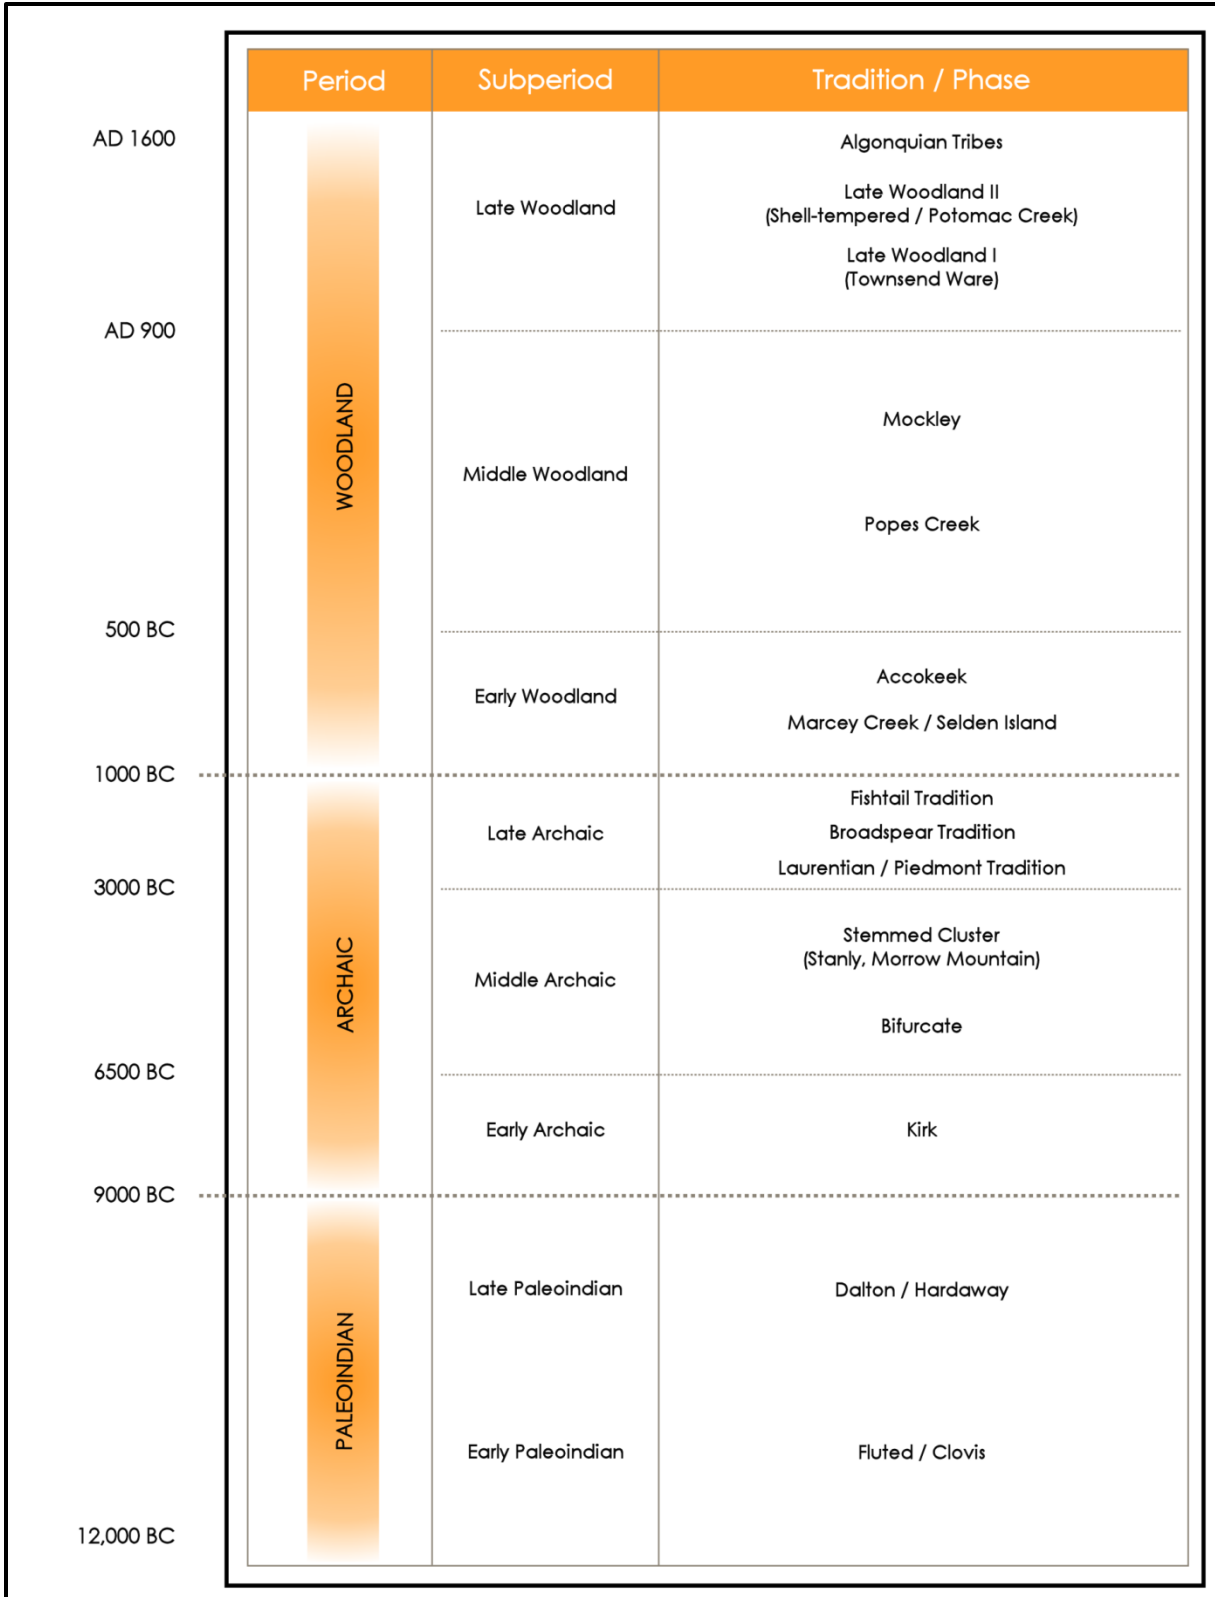 Period Subperiod Tradition / Phase
AD 1600
Algonquian Tribes
Late Woodland II
Late Woodland
(Shell-tempered / Potomac Creek)
Late Woodland I
(Townsend Ware)
AD 900
WOODLAND
Mockley
Middle Woodland
Popes Creek
500 BC
Accokeek
Early Woodland
Marcey Creek / Selden Island
1000 BC
Fishtail Tradition
Late Archaic
Broadspear Tradition
Laurentian / Piedmont Tradition
3000 BC
ARCHAIC
Stemmed Cluster
(Stanly, Morrow Mountain)
Middle Archaic
Bifurcate
6500 BC
Early Archaic
Kirk
9000 BC
PALEOINDIAN
Late Paleoindian
Dalton / Hardaway
Early Paleoindian
Fluted / Clovis
12,000 BC